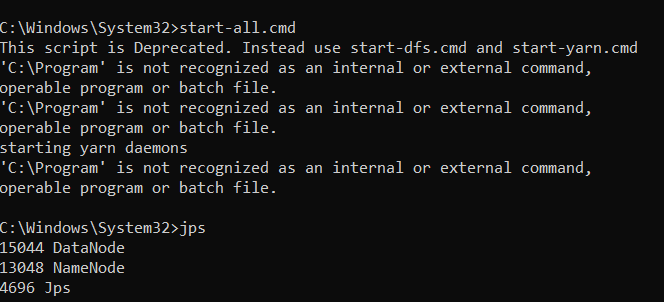 C:\Windows\System32>start-all.cmd
This script is Deprecated. Instead use start-dfs.cmd and start-yarn.cmd
'C:\Program' is not recognized as an internal or external command,
operable program or batch file.
'C:\Program' is not recognized as an internal or external command,
operable program or batch file.
starting yarn daemons
'C:\Program' is not recognized as an internal or external command,
operable program or batch file.
C:\Windows\System32>jps
15044 DataNode
13048 NameNode
4696 Jps